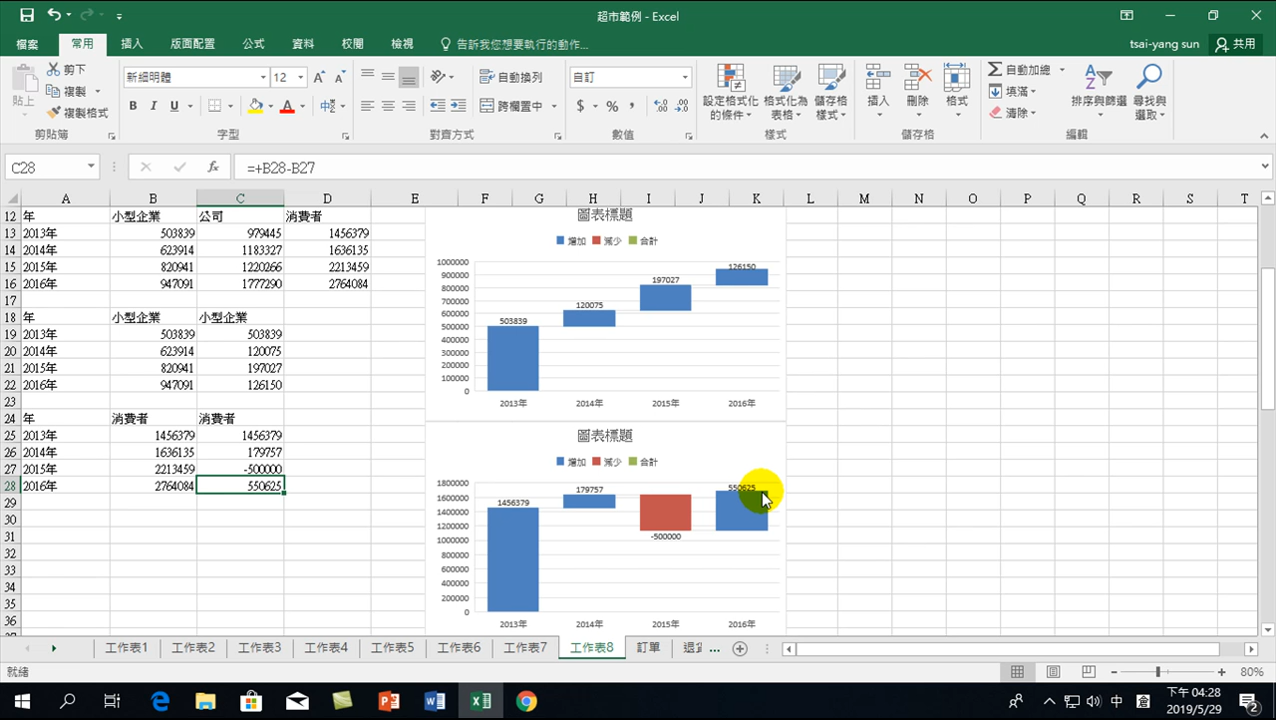 超市範例 - Excel
檔案 常用 插入 版面配置 公式 資料 校閱 檢視 告訴我您想要執行的動作... tsai-yang sun 共用
貼上 剪下 複製 複製格式 新細明體 12 B I U A 自動換列 跨欄置中 自訂 $ % 設定格式化的條件 格式化為表格 儲存格樣式 插入 刪除 格式 自動加總 填滿 清除 排序與篩選 尋找與選取
剪貼簿 字型 對齊方式 數值 樣式 儲存格 編輯
C28 fx =+B28-B27
A B C D E F G H I J K L M N O P Q R S T
12 年 小型企業 公司 消費者
13 2013年 503839 979445 1456379
14 2014年 623914 1183327 1636135
15 2015年 820941 1220266 2213459
16 2016年 947091 1777290 2764084
17
18 年 小型企業 小型企業
19 2013年 503839 503839
20 2014年 623914 120075
21 2015年 820941 197027
22 2016年 947091 126150
23
24 年 消費者 消費者
25 2013年 1456379 1456379
26 2014年 1636135 179757
27 2015年 2213459 -500000
28 2016年 2764084 550625
29
30
31
32
33
34
35
36
圖表標題
增加 減少 合計
1000000
900000
800000
700000
600000
500000
400000
300000
200000
100000
0
503839 120075 197027 126150
2013年 2014年 2015年 2016年
圖表標題
增加 減少 合計
1800000
1600000
1400000
1200000
1000000
800000
600000
400000
200000
0
1456379 179757 -500000 550625
2013年 2014年 2015年 2016年
工作表1 工作表2 工作表3 工作表4 工作表5 工作表6 工作表7 工作表8 訂單 ...
就緒 80%
中 下午 04:28
2019/5/29 2